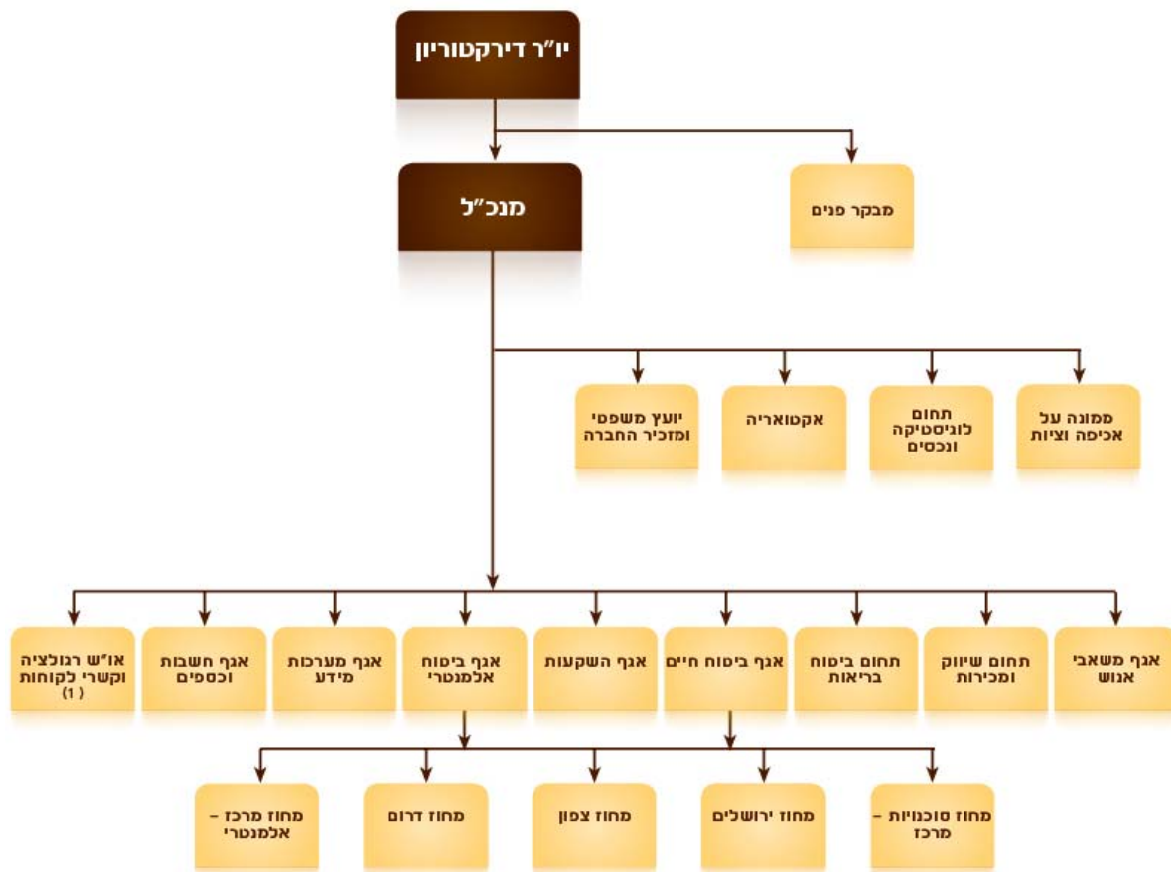 יו"ר דירקטוריון
מנכ"ל
מבקר פנים
ממונה על
אכיפה וציות
תחום
לוגיסטיקה
ונכסים
אקטואריה
יועץ משפטי
ומזכיר החברה
אגף משאבי
אנוש
תחום שיווק
ומכירות
תחום ביטוח
בריאות
אגף ביטוח חיים
אגף השקעות
אגף ביטוח
אלמנטרי
אגף מערכות
מידע
אגף חשבות
וכספים
או"ש רגולציה
וקשרי לקוחות
(1)
מחוז סוכנויות –
מרכז
מחוז ירושלים
מחוז צפון
מחוז דרום
מחוז מרכז –
אלמנטרי